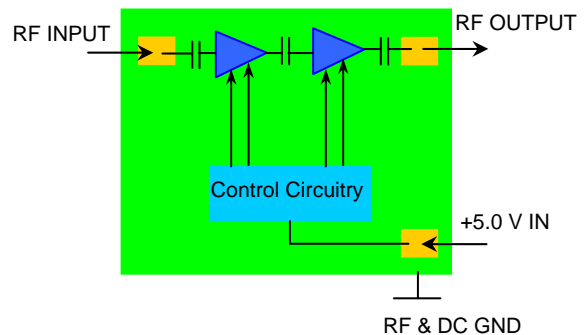 RF INPUT
RF OUTPUT
Control Circuitry
+5.0 V IN
RF & DC GND